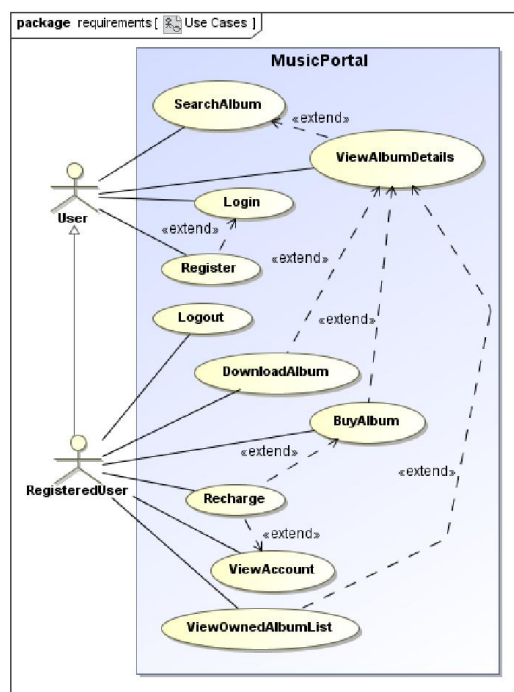 package requirements [ Use Cases ]
MusicPortal
SearchAlbum
«extend»
ViewAlbumDetails
User
Login
«extend»
Register
«extend»
Logout
«extend»
DownloadAlbum
BuyAlbum
«extend»
RegisteredUser
Recharge
«extend»
«extend»
ViewAccount
ViewOwnedAlbumList